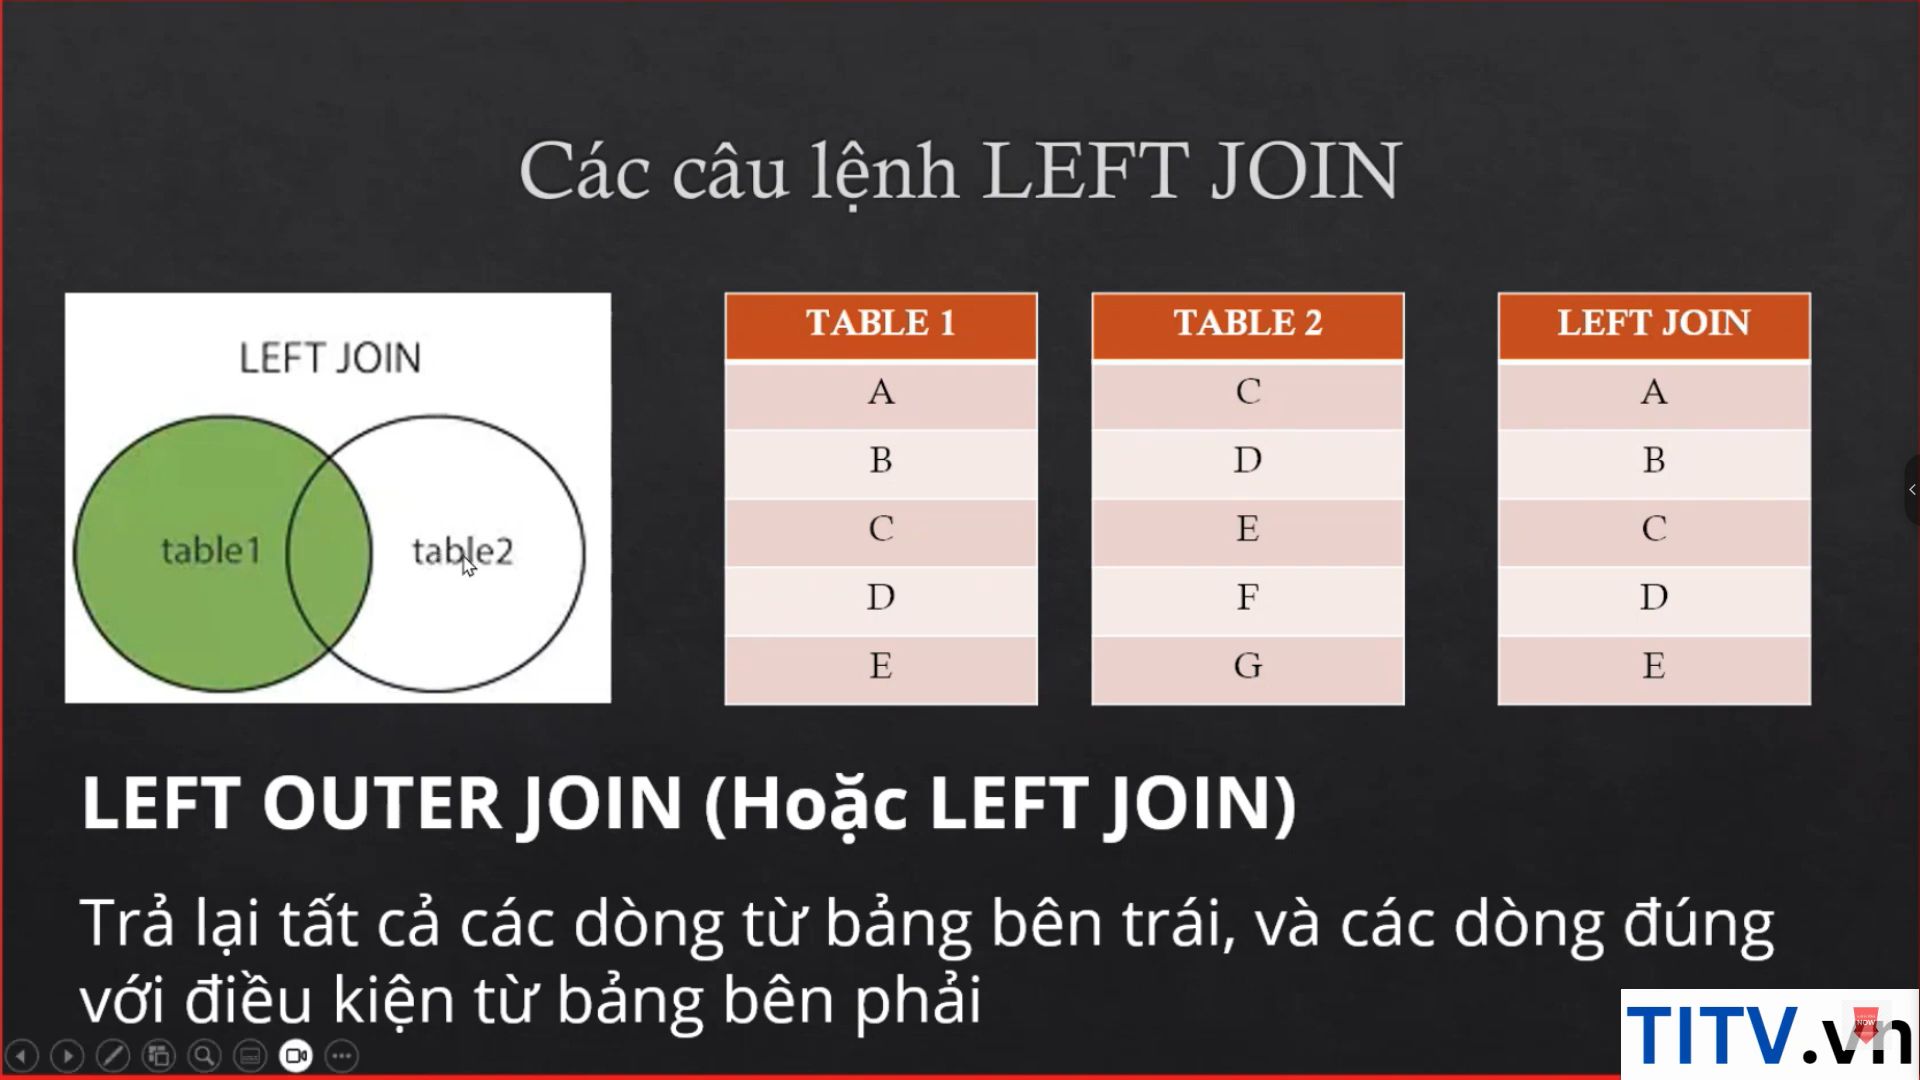 Các câu lệnh LEFT JOIN
LEFT JOIN
table1
table2
TABLE 1
A
B
C
D
E
TABLE 2
C
D
E
F
G
LEFT JOIN
A
B
C
D
E
LEFT OUTER JOIN (Hoặc LEFT JOIN)
Trả lại tất cả các dòng từ bảng bên trái, và các dòng đúng
với điều kiện từ bảng bên phải
TITV.vn
NOW